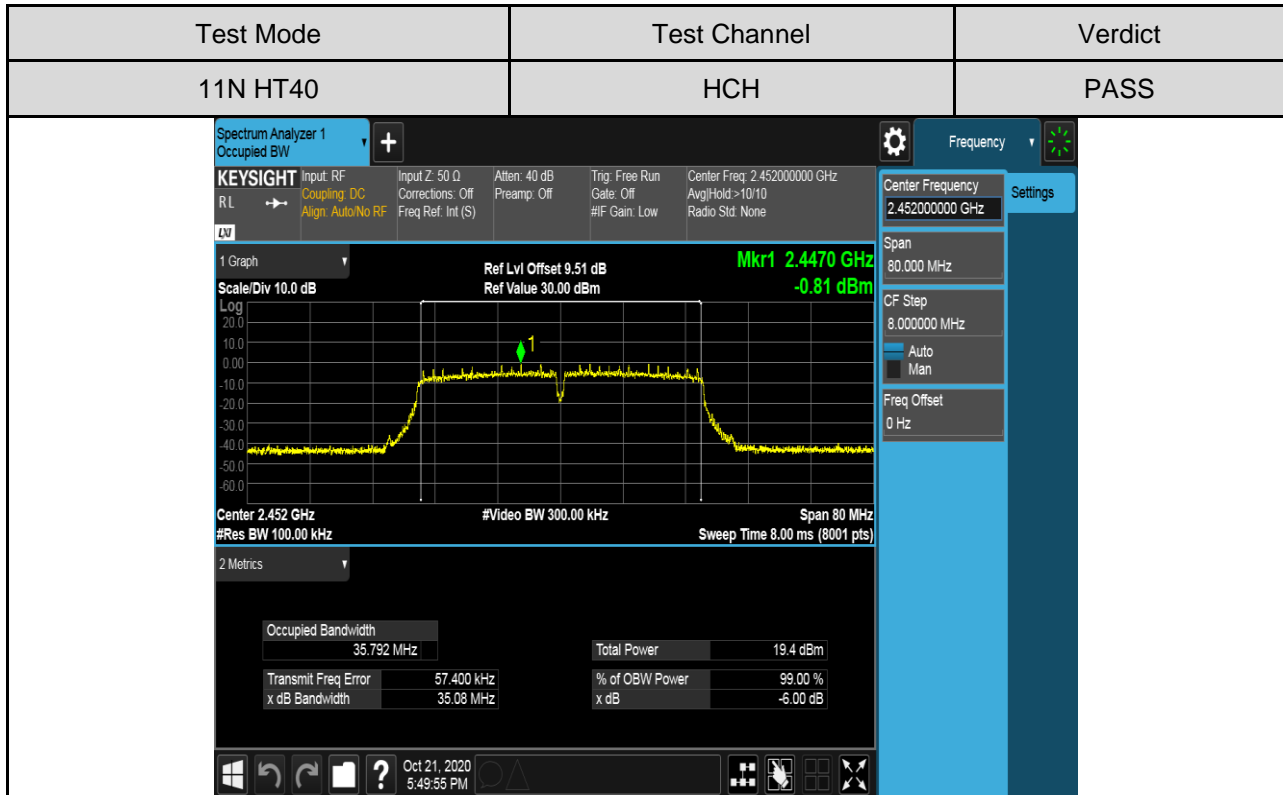 Test Mode Test Channel Verdict
11N HT40 HCH PASS
Spectrum Analyzer 1
Occupied BW
+
Frequency
KEYSIGHT
RL
LXI
Input: RF
Coupling: DC
Align: Auto/No RF
Input Z: 50 Ω
Corrections: Off
Freq Ref: Int (S)
Atten: 40 dB
Preamp: Off
Trig: Free Run
Gate: Off
#IF Gain: Low
Center Freq: 2.452000000 GHz
Avg|Hold:>10/10
Radio Std: None
Center Frequency
2.452000000 GHz
Settings
Span
80.000 MHz
CF Step
8.000000 MHz
Auto
Man
Freq Offset
0 Hz
1 Graph
Scale/Div 10.0 dB
Ref Lvl Offset 9.51 dB
Ref Value 30.00 dBm
Mkr1 2.4470 GHz
-0.81 dBm
Log
20.0
10.0
0.00
-10.0
-20.0
-30.0
-40.0
-50.0
-60.0
1
Center 2.452 GHz
#Video BW 300.00 kHz
Span 80 MHz
#Res BW 100.00 kHz
Sweep Time 8.00 ms (8001 pts)
2 Metrics
Occupied Bandwidth
35.792 MHz
Total Power 19.4 dBm
Transmit Freq Error 57.400 kHz
% of OBW Power 99.00 %
x dB Bandwidth 35.08 MHz
x dB -6.00 dB
?
Oct 21, 2020
5:49:55 PM